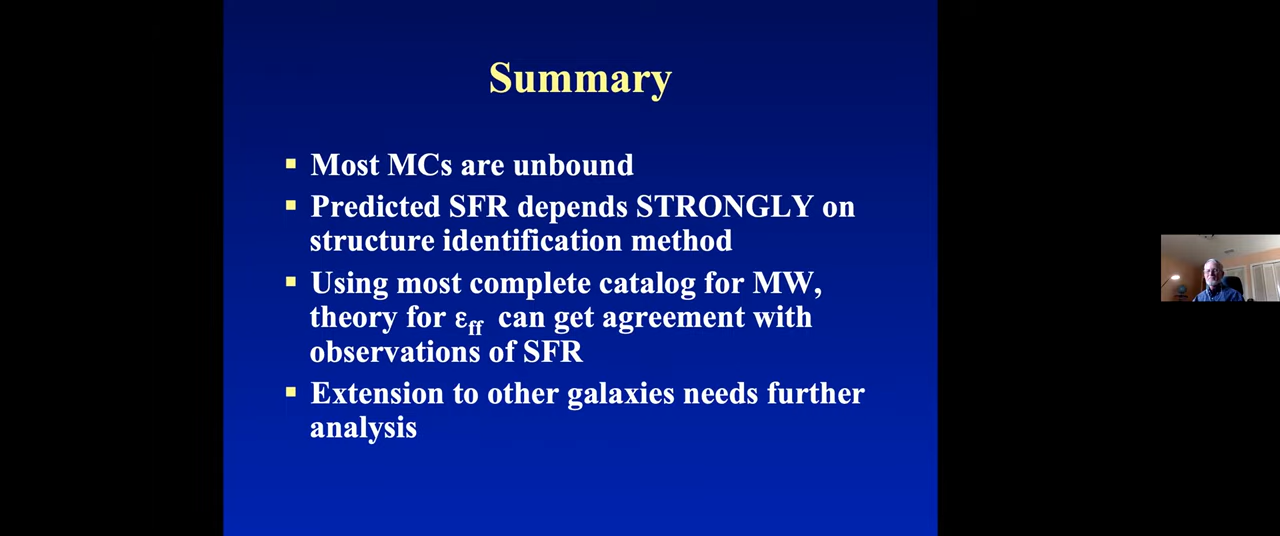 Summary
Most MCs are unbound
Predicted SFR depends STRONGLY on
structure identification method
Using most complete catalog for MW,
theory for εff can get agreement with
observations of SFR
Extension to other galaxies needs further
analysis